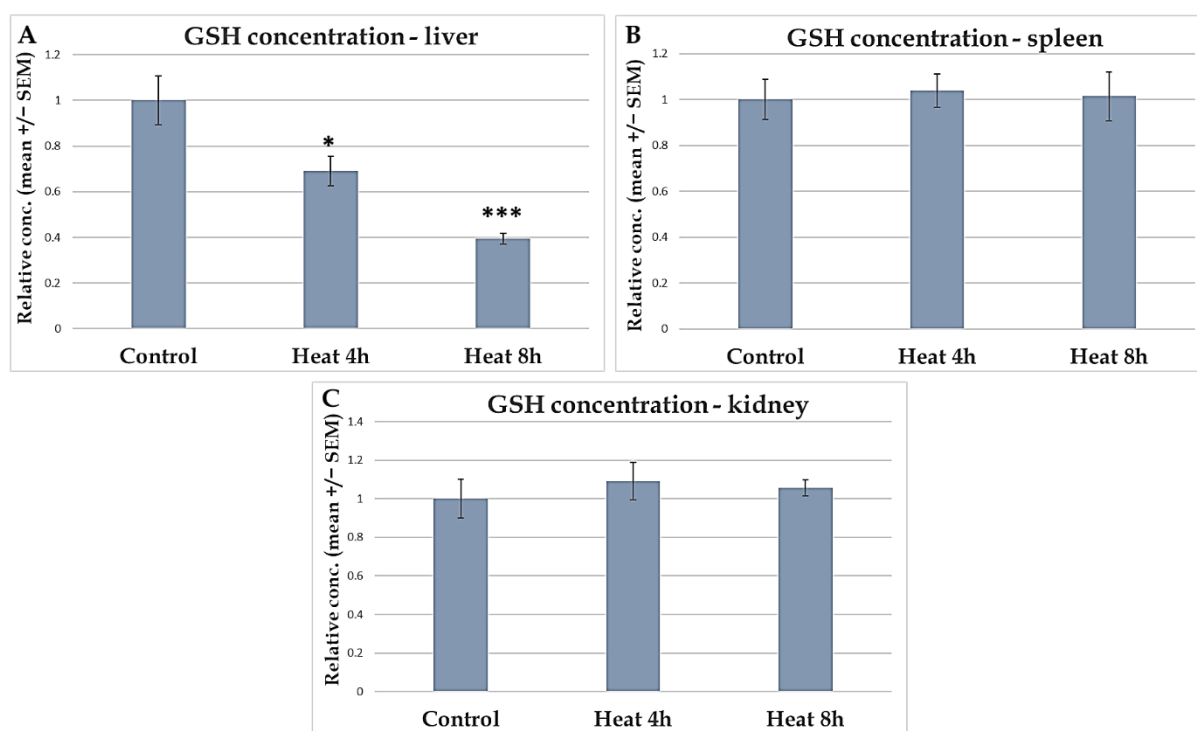 A
GSH concentration - liver
Relative conc. (mean +/− SEM)
1.2
1
0.8
0.6
0.4
0.2
0
*
***
Control Heat 4h Heat 8h
B
GSH concentration - spleen
Relative conc. (mean +/− SEM)
1.2
1
0.8
0.6
0.4
0.2
0
Control Heat 4h Heat 8h
C
GSH concentration - kidney
Relative conc. (mean +/− SEM)
1.4
1.2
1
0.8
0.6
0.4
0.2
0
Control Heat 4h Heat 8h